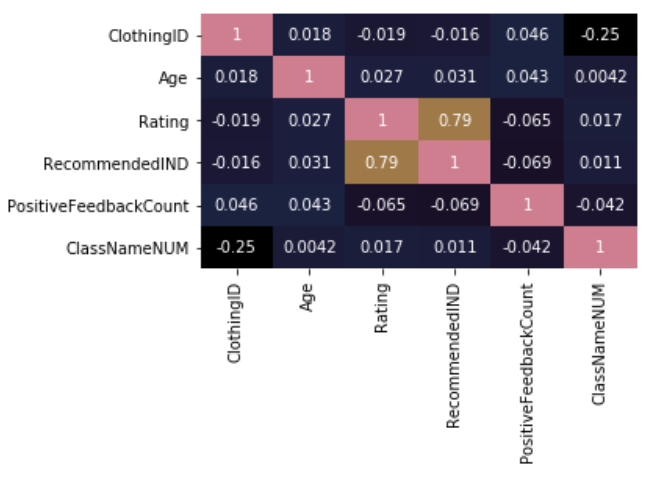 ClothingID 1 0.018 -0.019 -0.016 0.046 -0.25
Age 0.018 1 0.027 0.031 0.043 0.0042
Rating -0.019 0.027 1 0.79 -0.065 0.017
RecommendedIND -0.016 0.031 0.79 1 -0.069 0.011
PositiveFeedbackCount 0.046 0.043 -0.065 -0.069 1 -0.042
ClassNameNUM -0.25 0.0042 0.017 0.011 -0.042 1
ClothingID
Age
Rating
RecommendedIND
PositiveFeedbackCount
ClassNameNUM